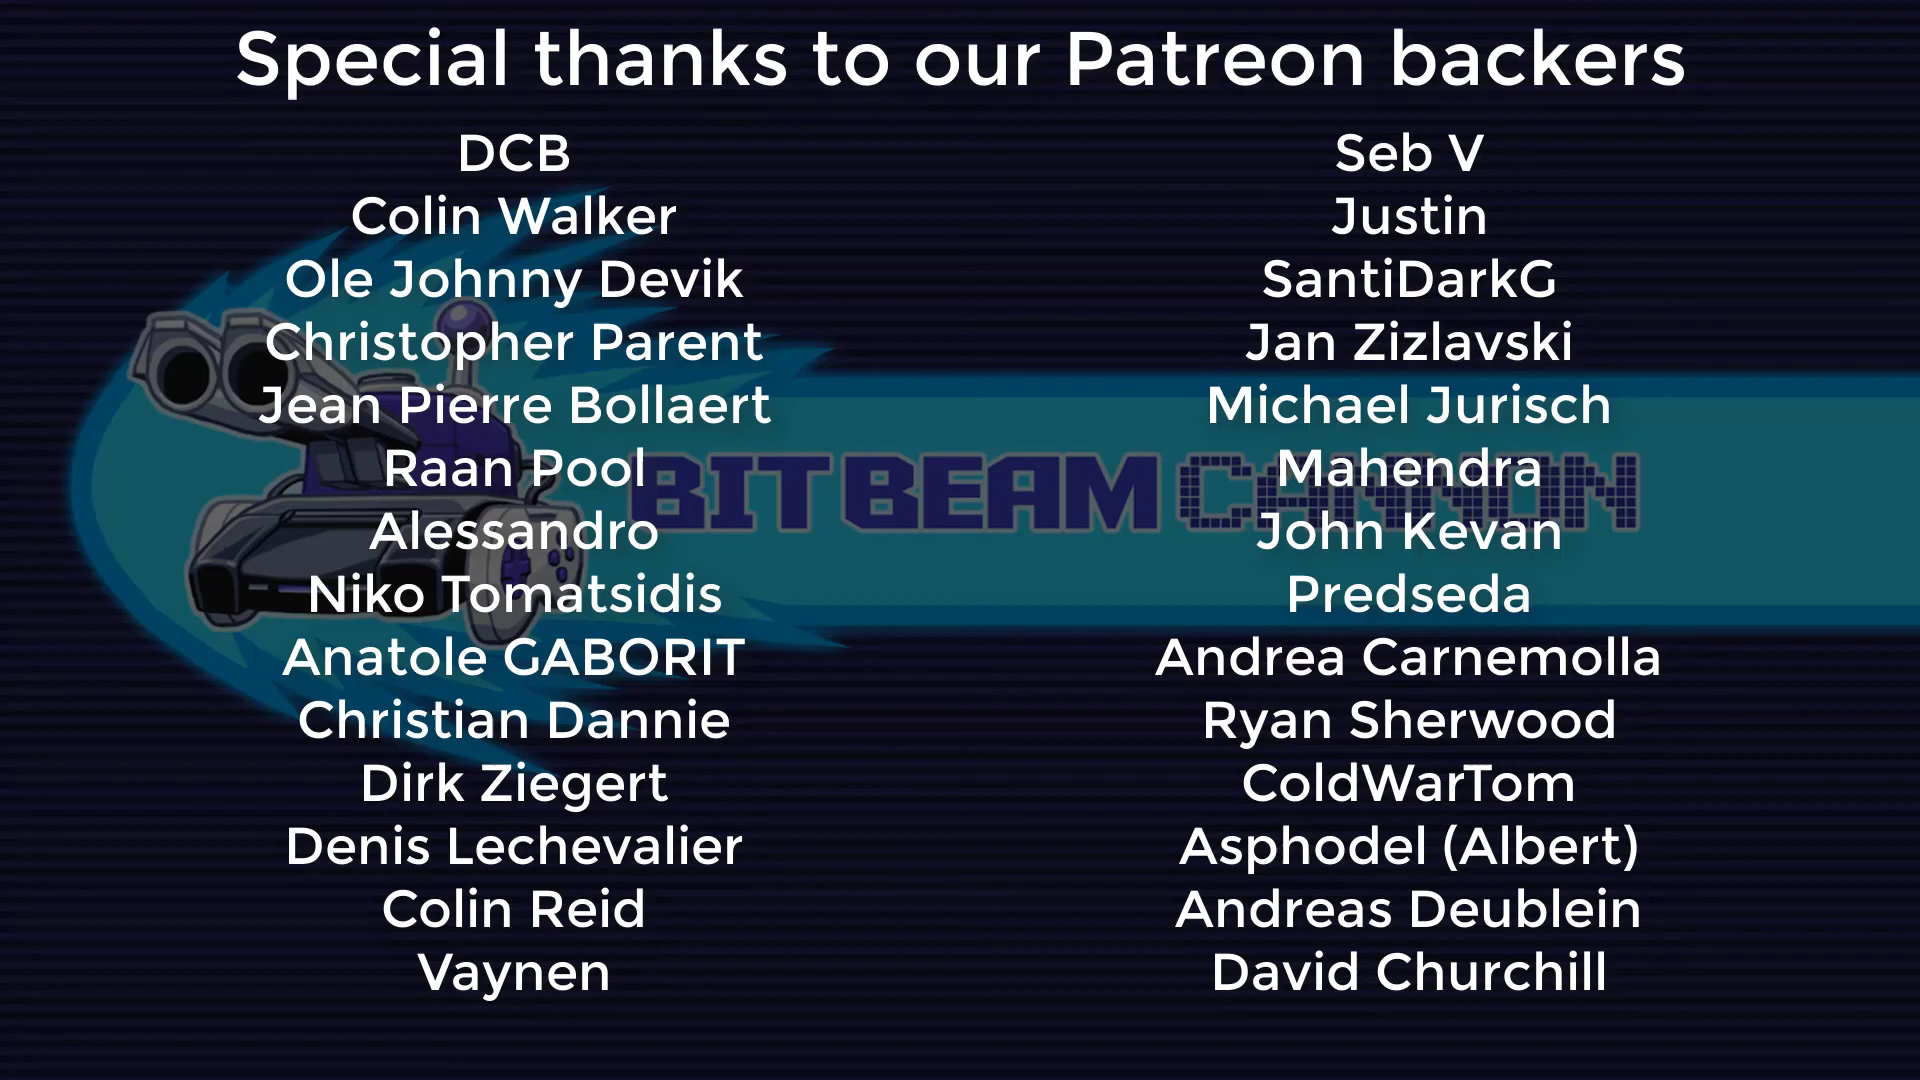 Special thanks to our Patreon backers
DCB
Colin Walker
Ole Johnny Devik
Christopher Parent
Jean Pierre Bollaert
Raan Pool
Alessandro
Niko Tomatsidis
Anatole GABORIT
Christian Dannie
Dirk Ziegert
Denis Lechevalier
Colin Reid
Vaynen
Seb V
Justin
SantiDarkG
Jan Zizlavski
Michael Jurisch
Mahendra
John Kevan
Predseda
Andrea Carnemolla
Ryan Sherwood
ColdWarTom
Asphodel (Albert)
Andreas Deublein
David Churchill
BIT BEAM CANNON